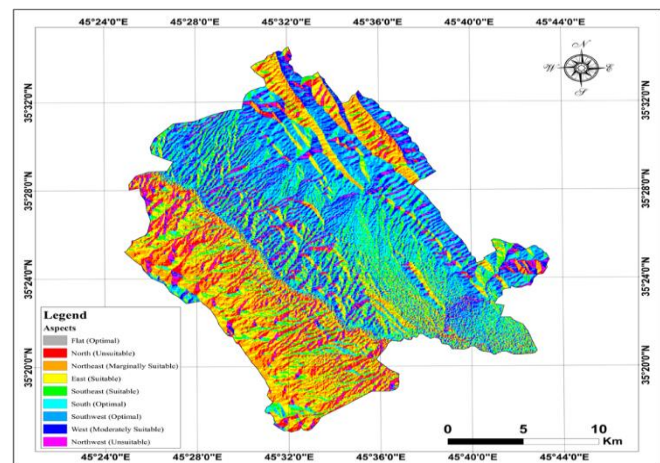 45°24'0"E 45°28'0"E 45°32'0"E 45°36'0"E 45°40'0"E 45°44'0"E
N
W E
S
35°32'0"N 35°32'0"N
35°28'0"N 35°28'0"N
35°24'0"N 35°24'0"N
35°20'0"N 35°20'0"N
Legend
Aspects
Flat (Optimal)
North (Unsuitable)
Northeast (Marginally Suitable)
East (Suitable)
Southeast (Suitable)
South (Optimal)
Southwest (Optimal)
West (Moderately Suitable)
Northwest (Unsuitable)
0 5 10
Km
45°24'0"E 45°28'0"E 45°32'0"E 45°36'0"E 45°40'0"E 45°44'0"E